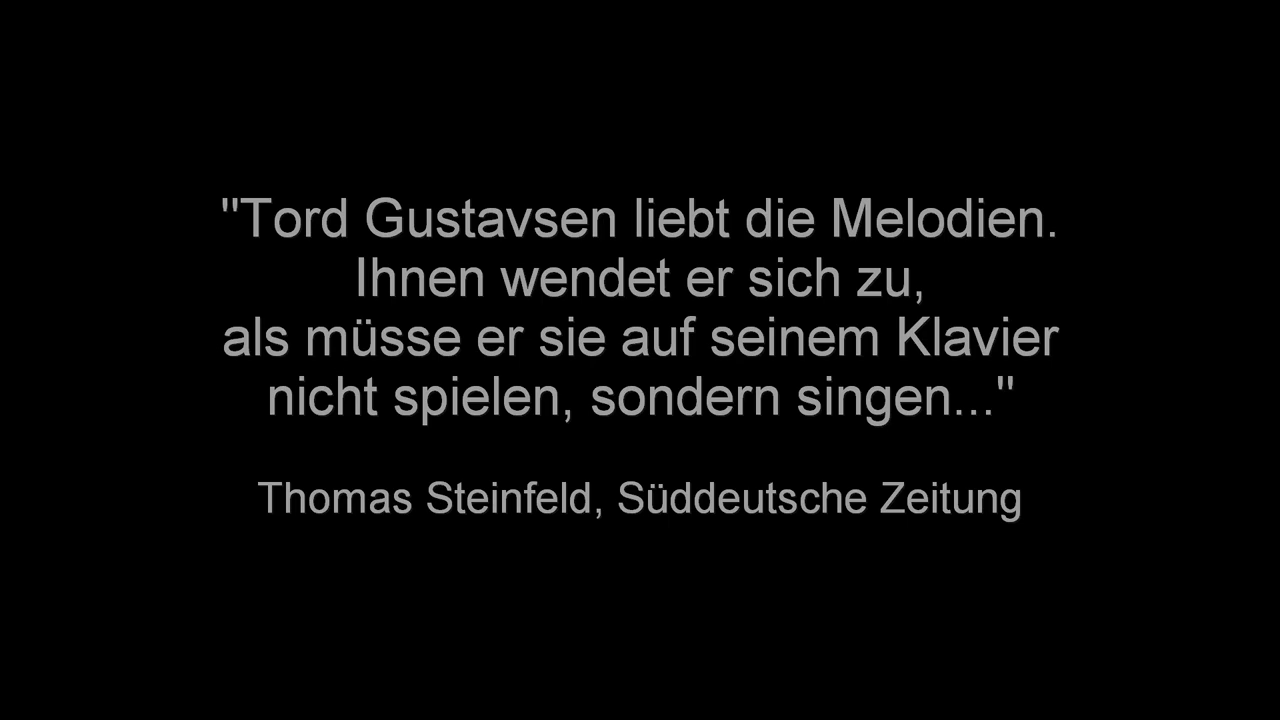 "Tord Gustavsen liebt die Melodien.
Ihnen wendet er sich zu,
als müsse er sie auf seinem Klavier
nicht spielen, sondern singen..."
Thomas Steinfeld, Süddeutsche Zeitung